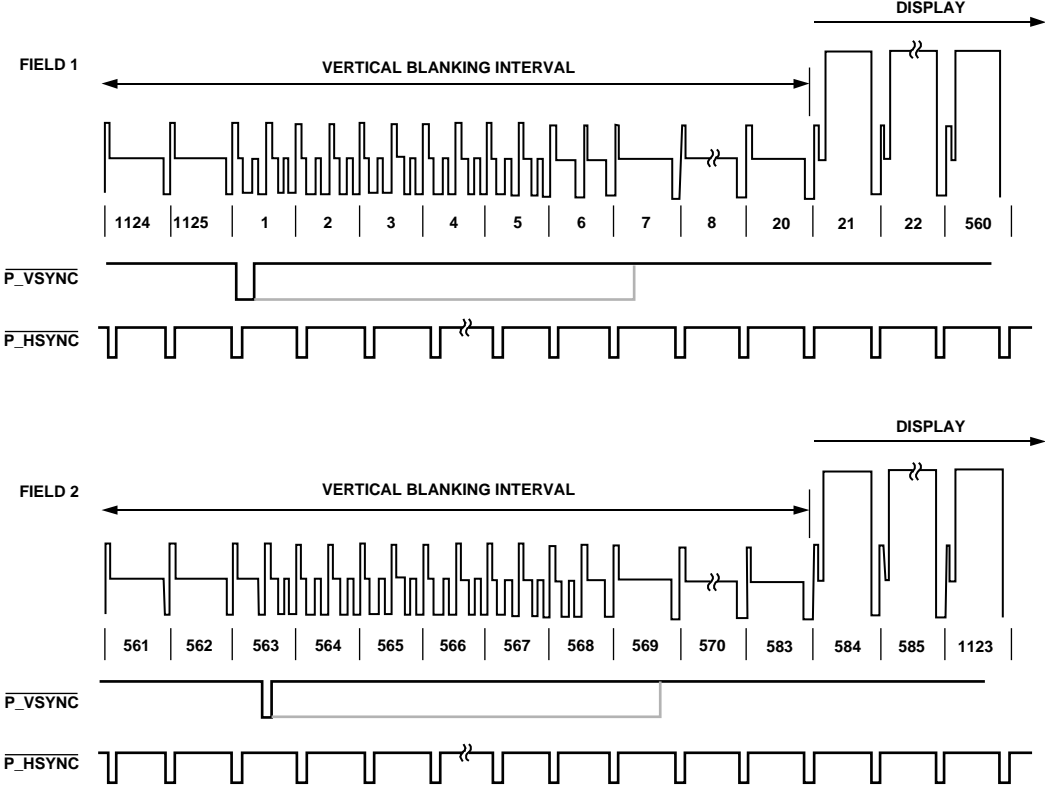 DISPLAY
FIELD 1
VERTICAL BLANKING INTERVAL
1124 1125 1 2 3 4 5 6 7 8 20 21 22 560
P_VSYNC
P_HSYNC
DISPLAY
FIELD 2
VERTICAL BLANKING INTERVAL
561 562 563 564 565 566 567 568 569 570 583 584 585 1123
P_VSYNC
P_HSYNC